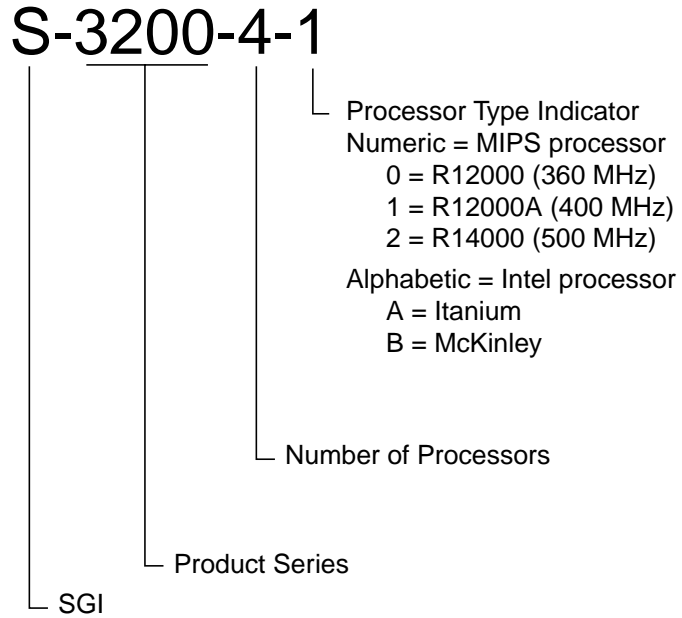 S-3200-4-1
Processor Type Indicator
Numeric = MIPS processor
0 = R12000 (360 MHz)
1 = R12000A (400 MHz)
2 = R14000 (500 MHz)
Alphabetic = Intel processor
A = Itanium
B = McKinley
Number of Processors
Product Series
SGI